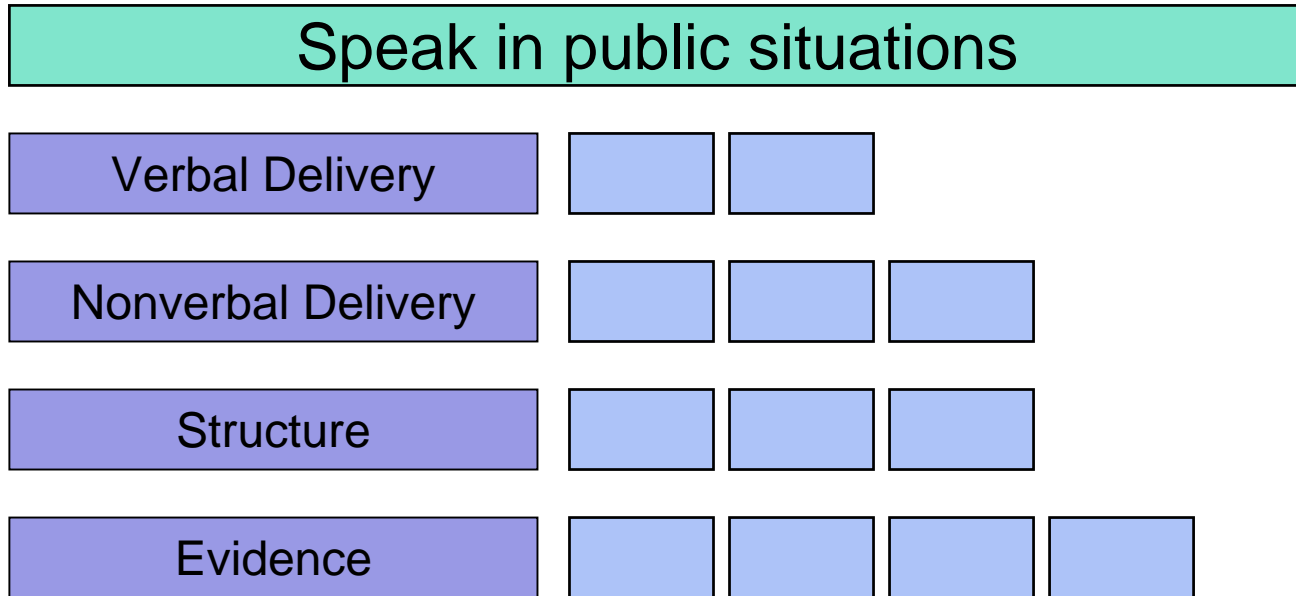 Speak in public situations
Verbal Delivery
Nonverbal Delivery
Structure
Evidence